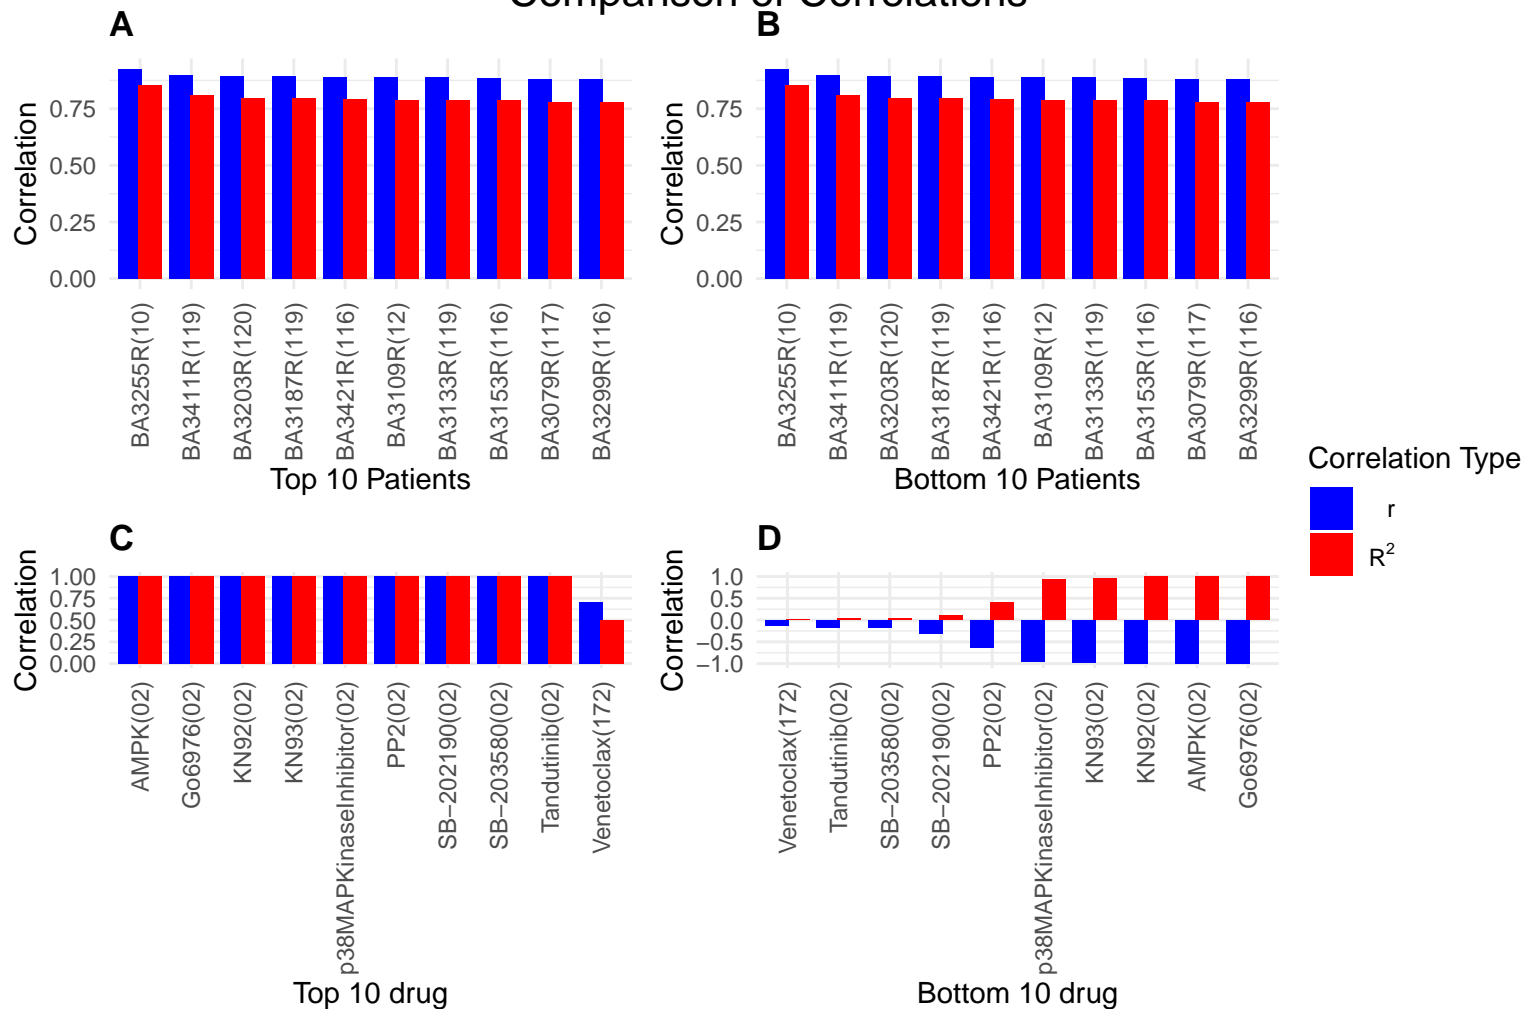 Comparison of Correlations
A
Correlation
0.75
0.50
0.25
0.00
BA3255R(10)
BA3411R(119)
BA3203R(120)
BA3187R(119)
BA3421R(116)
BA3109R(12)
BA3133R(119)
BA3153R(116)
BA3079R(117)
BA3299R(116)
Top 10 Patients
B
Correlation
0.75
0.50
0.25
0.00
BA3255R(10)
BA3411R(119)
BA3203R(120)
BA3187R(119)
BA3421R(116)
BA3109R(12)
BA3133R(119)
BA3153R(116)
BA3079R(117)
BA3299R(116)
Bottom 10 Patients
Correlation Type
r
R²
C
Correlation
1.00
0.75
0.50
0.25
0.00
AMPK(02)
Go6976(02)
KN92(02)
KN93(02)
p38MAPKinaseInhibitor(02)
PP2(02)
SB−202190(02)
SB−203580(02)
Tandutinib(02)
Venetoclax(172)
Top 10 drug
D
Correlation
1.0
0.5
0.0
−0.5
−1.0
Venetoclax(172)
Tandutinib(02)
SB−203580(02)
SB−202190(02)
PP2(02)
p38MAPKinaseInhibitor(02)
KN93(02)
KN92(02)
AMPK(02)
Go6976(02)
Bottom 10 drug